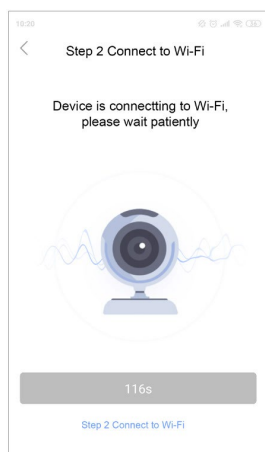 10:20
36
Step 2 Connect to Wi-Fi
Device is connectting to Wi-Fi,
please wait patiently
116s
Step 2 Connect to Wi-Fi